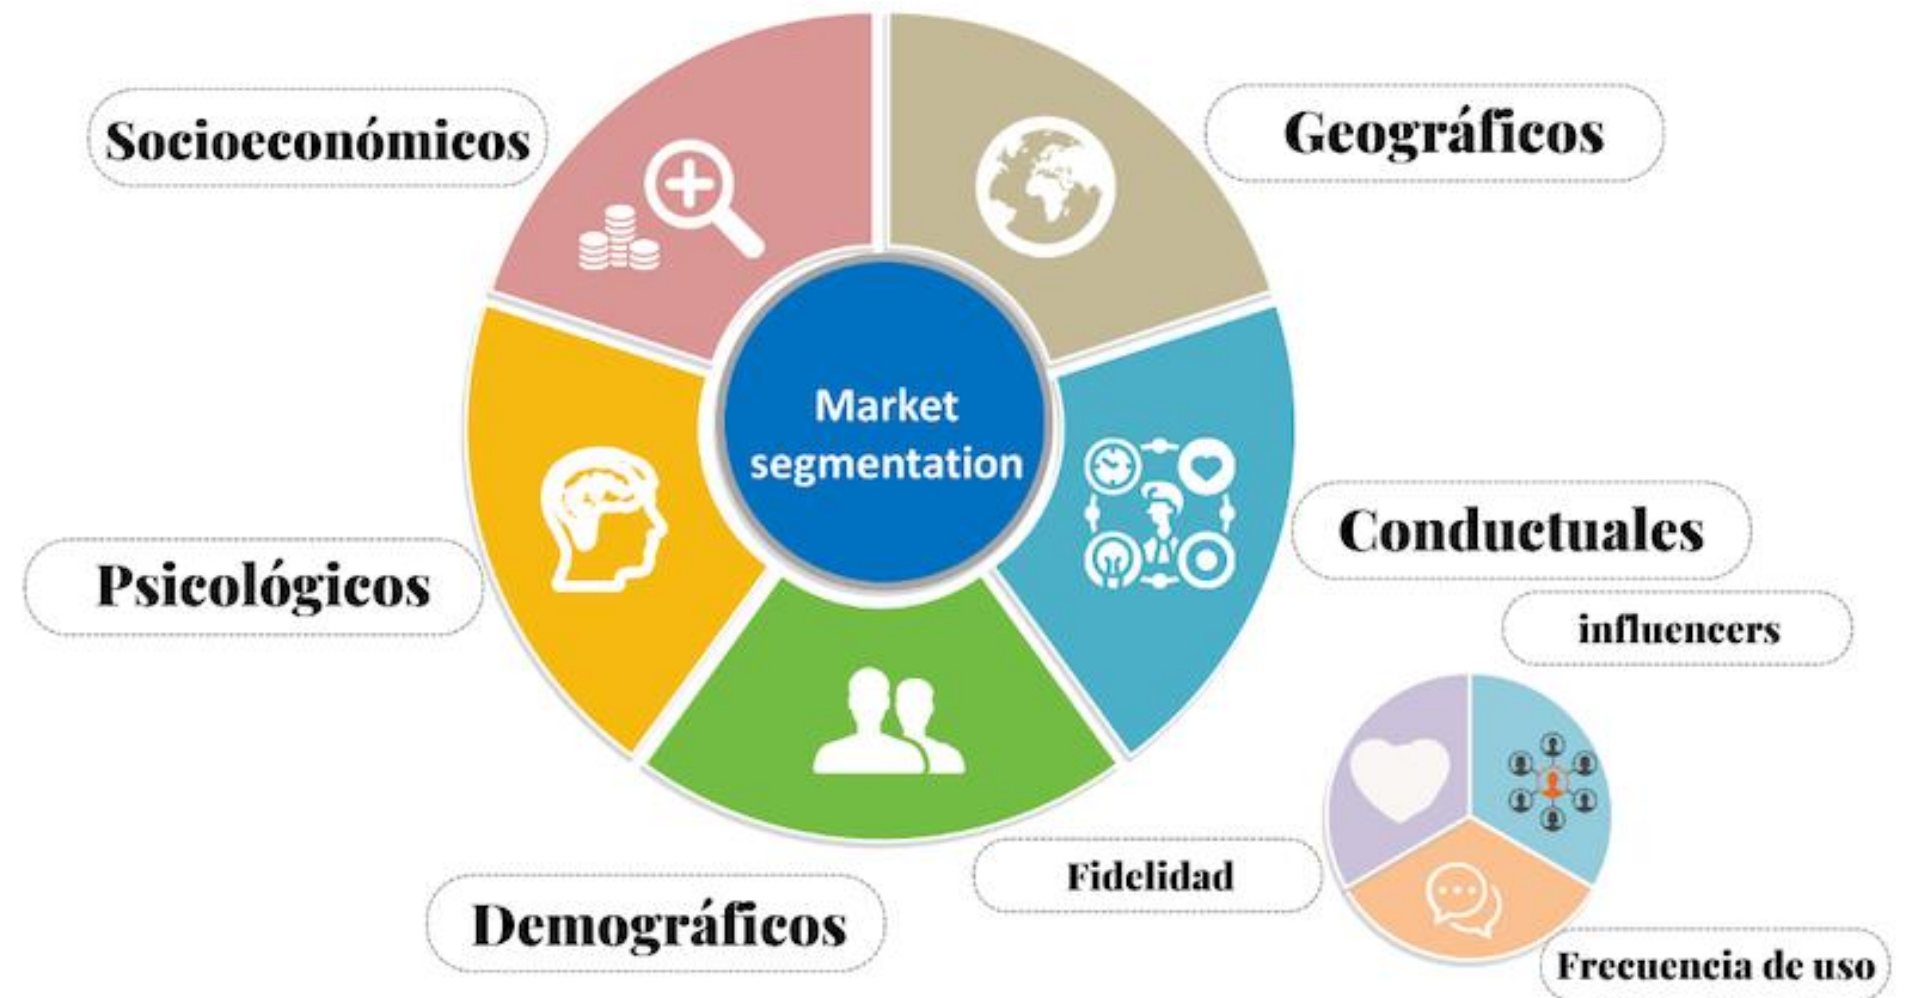 Socioeconómicos
Geográficos
Market
segmentation
Conductuales
Psicológicos
influencers
Fidelidad
Demográficos
Frecuencia de uso